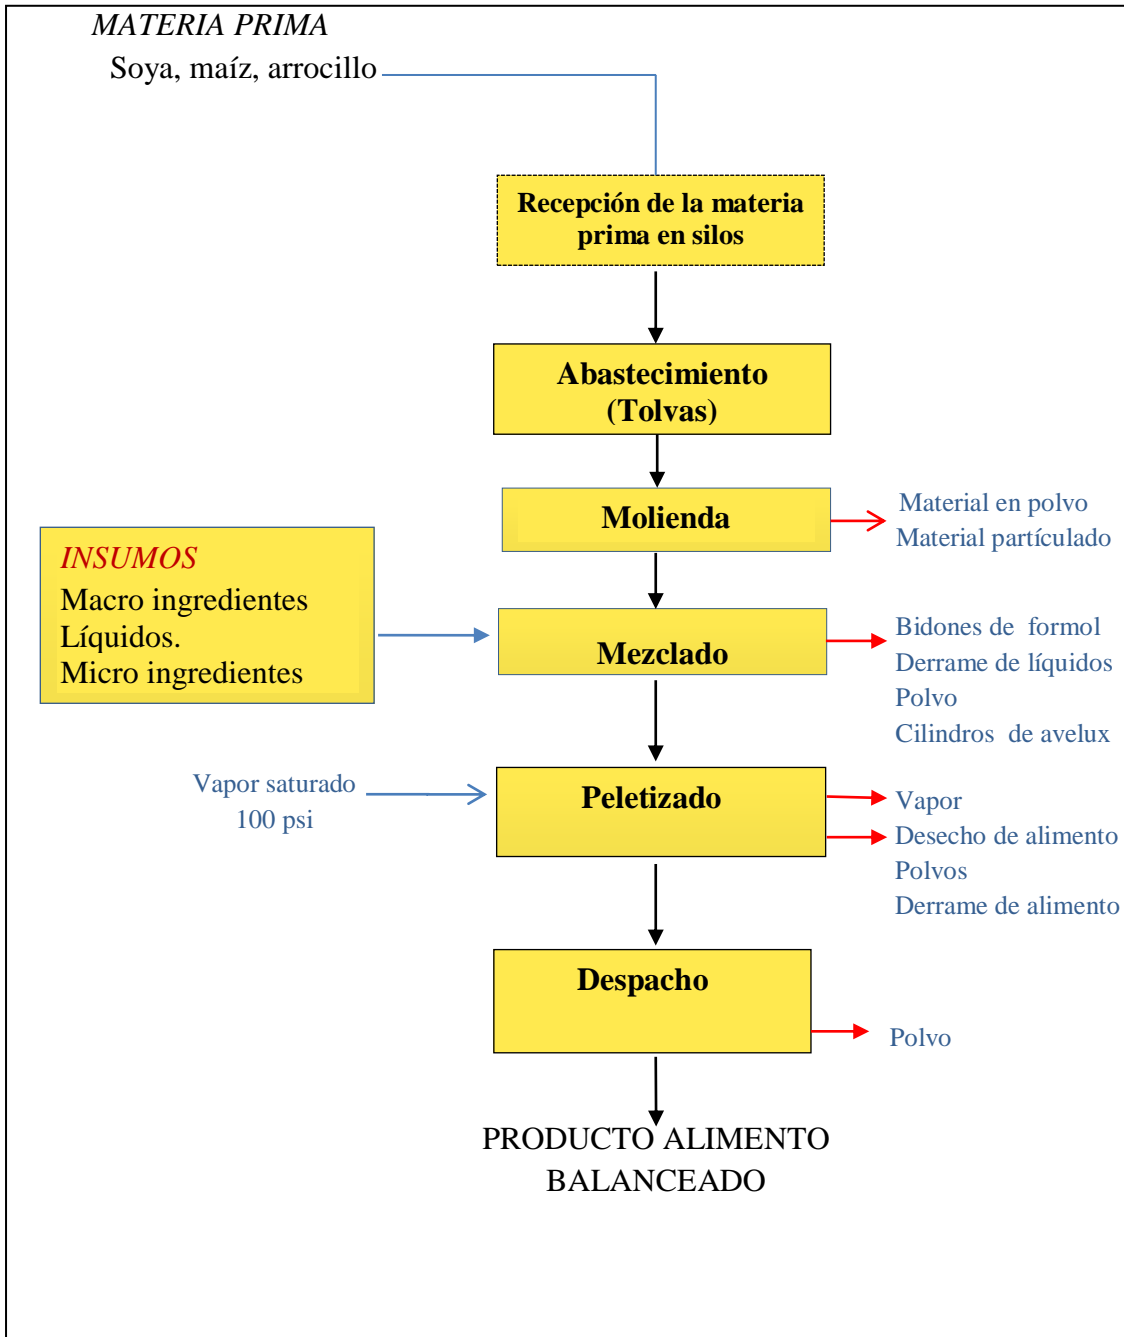 MATERIA PRIMA
Soya, maíz, arrocillo
Recepción de la materia
prima en silos
Abastecimiento
(Tolvas)
Molienda
Material en polvo
Material partículado
INSUMOS
Macro ingredientes
Líquidos.
Micro ingredientes
Mezclado
Bidones de formol
Derrame de líquidos
Polvo
Cilindros de avelux
Vapor saturado
100 psi
Peletizado
Vapor
Desecho de alimento
Polvos
Derrame de alimento
Despacho
Polvo
PRODUCTO ALIMENTO
BALANCEADO